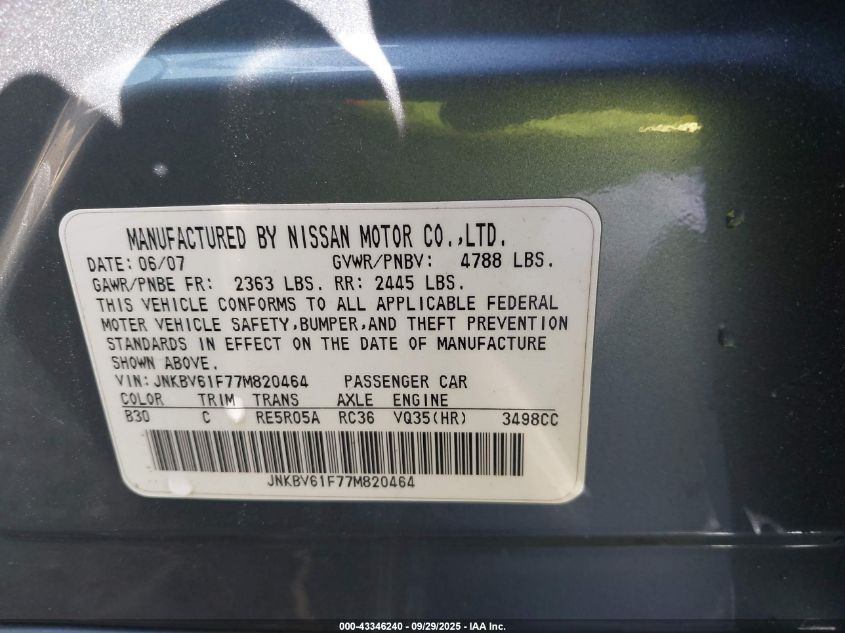 MANUFACTURED BY NISSAN MOTOR CO.,LTD.
DATE: 06/07 GVWR/PNBV: 4788 LBS.
GAWR/PNBE FR: 2363 LBS. RR: 2445 LBS.
THIS VEHICLE CONFORMS TO ALL APPLICABLE FEDERAL
MOTER VEHICLE SAFETY,BUMPER,AND THEFT PREVENTION
STANDARDS IN EFFECT ON THE DATE OF MANUFACTURE
SHOWN ABOVE.
VIN:JNKBV61F77M820464 PASSENGER CAR
COLOR TRIM TRANS AXLE ENGINE
B30 C RE5R05A RC36 VQ35(HR) 3498CC
JNKBV61F77M820464
000-43346240 - 09/29/2025 - IAA Inc.